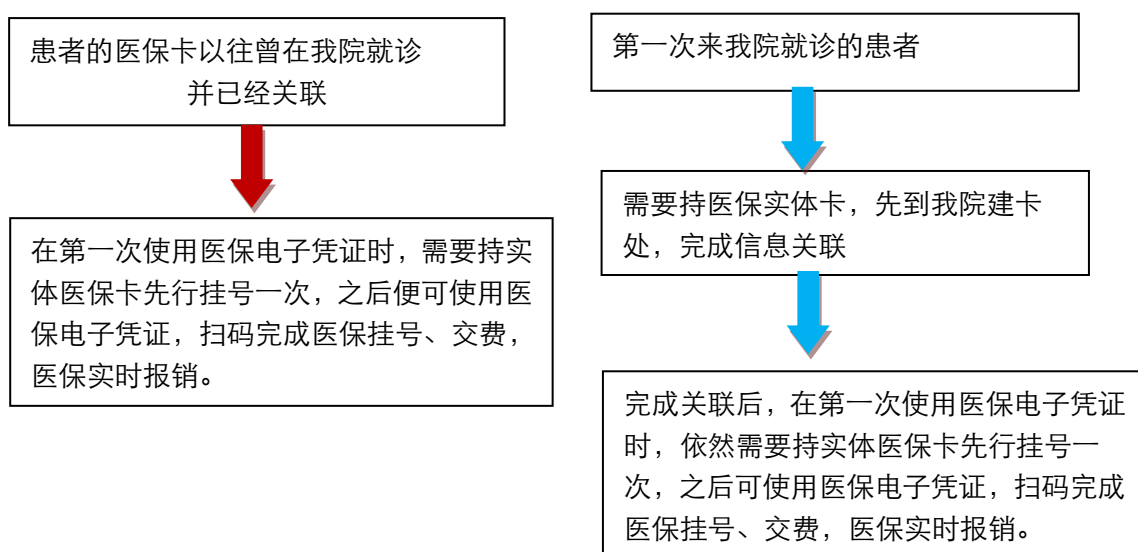 患者的医保卡以往曾在我院就诊
并已经关联
在第一次使用医保电子凭证时，需要持实
体医保卡先行挂号一次，之后便可使用医
保电子凭证，扫码完成医保挂号、交费，
医保实时报销。
第一次来我院就诊的患者
需要持医保实体卡，先到我院建卡
处，完成信息关联
完成关联后，在第一次使用医保电子凭证
时，依然需要持实体医保卡先行挂号一
次，之后可使用医保电子凭证，扫码完成
医保挂号、交费，医保实时报销。